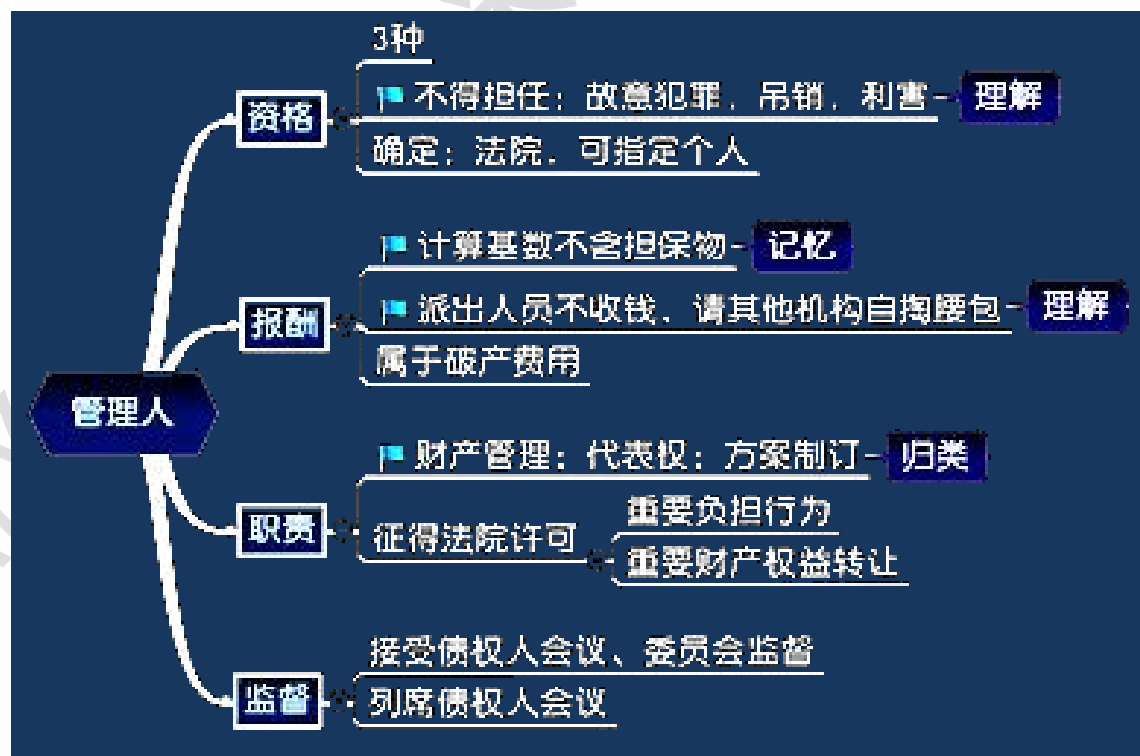 3种
资格
不得担任：故意犯罪，吊销，利害
理解
确定：法院，可指定个人
计算基数不含担保物
记忆
报酬
派出人员不收钱，请其他机构自掏腰包
理解
属于破产费用
管理人
财产管理；代表权；方案制订
归类
职责
征得法院许可
重要负担行为
重要财产权益转让
接受债权人会议、委员会监督
监督
列席债权人会议